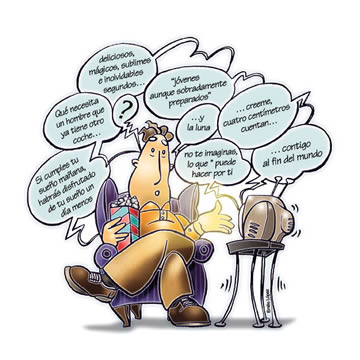 deliciosos,
mágicos, sublimes
e inolvidables
segundos...
"jóvenes
aunque sobradamente
preparados"
Qué necesita
un hombre que
ya tiene otro
coche...
?
...y
la luna
...creeme,
cuatro centímetros
cuentan...
Si cumples tu
sueño mañana,
habrás disfrutado
de tu sueño un
día menos
no te imaginas,
lo que " puede
hacer por ti
...contigo
al fin del mundo